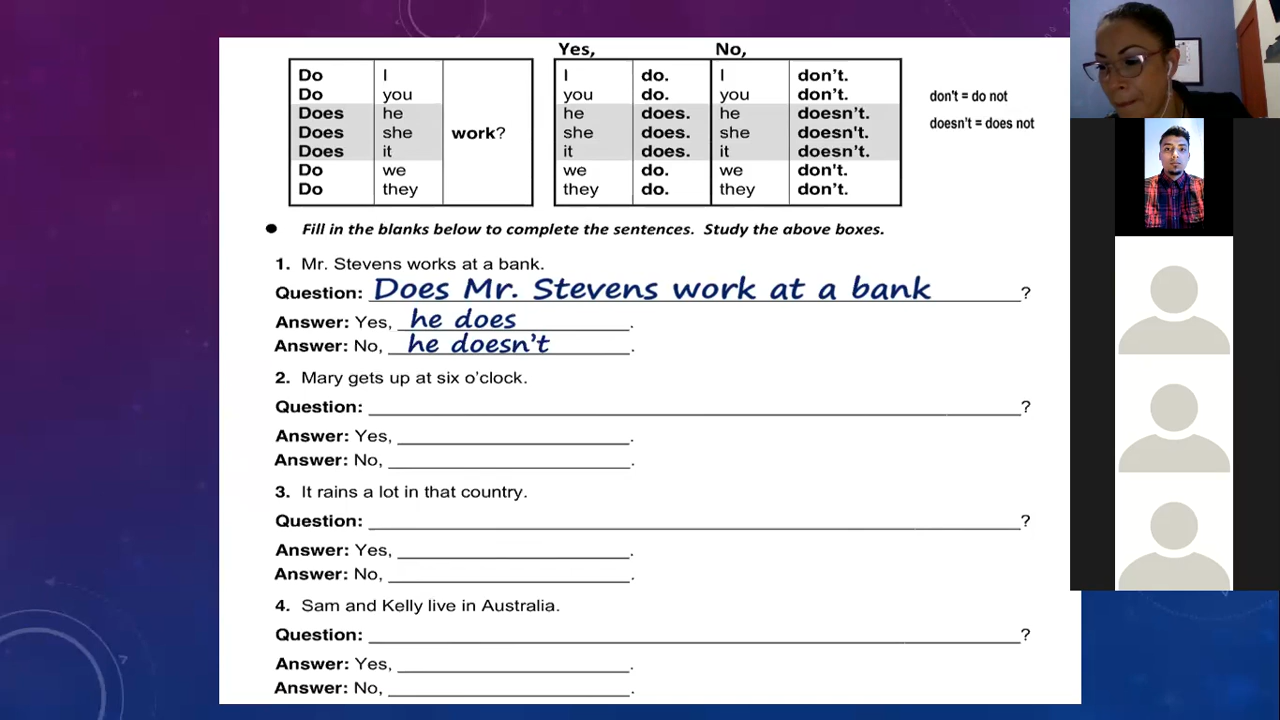 Yes, No,
Do I I do. I don't.
Do you you do. you don't. don't = do not
Does he he does. he doesn't.
doesn't = does not
Does she work? she does. she doesn't.
Does it it does. it doesn't.
Do we we do. we don't.
Do they they do. they don't.
● Fill in the blanks below to complete the sentences. Study the above boxes.
1. Mr. Stevens works at a bank.
Question: Does Mr. Stevens work at a bank ?
Answer: Yes, he does .
Answer: No, he doesn't .
2. Mary gets up at six o'clock.
Question: ?
Answer: Yes, .
Answer: No, .
3. It rains a lot in that country.
Question: ?
Answer: Yes, .
Answer: No, .
4. Sam and Kelly live in Australia.
Question: ?
Answer: Yes, .
Answer: No, .